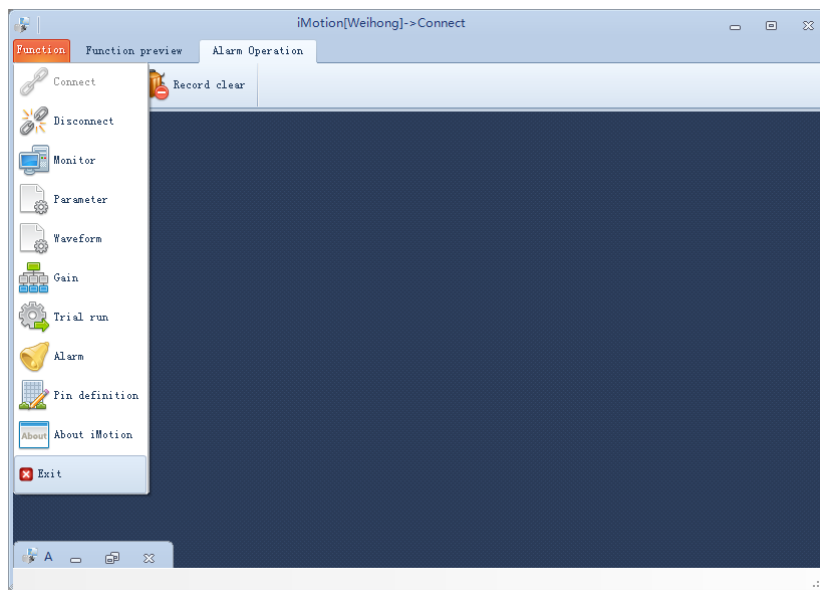 iMotion[Weihong]->Connect
Function Function preview Alarm Operation
Connect
Record clear
Disconnect
Monitor
Parameter
Waveform
Gain
Trial run
Alarm
Pin definition
About About iMotion
Exit
A